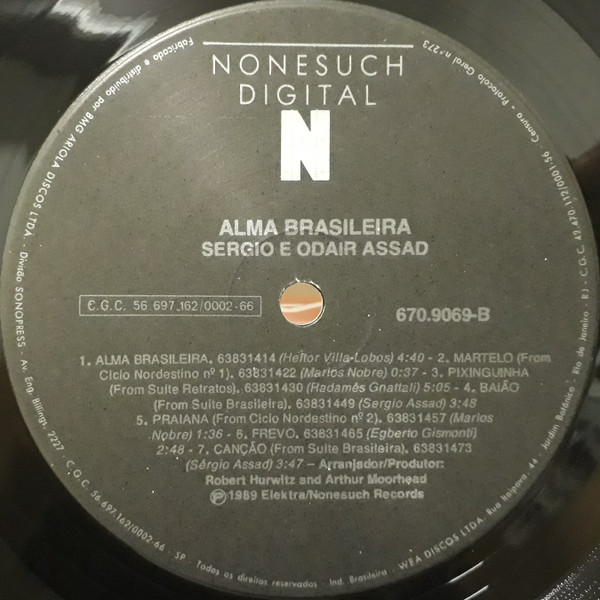 NONESUCH
DIGITAL
N
ALMA BRASILEIRA
SERGIO E ODAIR ASSAD
C.G.C. 56 697.162/0002-66
670.9069-B
1. ALMA BRASILEIRA. 63831414 (Heitor Villa-Lobos) 4:40 - 2. MARTELO (From
Ciclo Nordestino nº 1). 63831422 (Marlos Nobre) 0:37 - 3. PIXINGUINHA
(From Suite Retratos). 63831430 (Radamés Gnattali) 5:05 - 4. BAIÃO
(From Suite Brasileira). 63831449 (Sergio Assad) 3:48
5. PRAIANA (From Ciclo Nordestino nº 2). 63831457 (Marlos
Nobre) 1:36 - 6. FREVO. 63831465 (Egberto Gismonti)
2:48 - 7. CANÇÃO (From Suite Brasileira). 63831473
(Sérgio Assad) 3:47 – Arranjador/Produtor:
Robert Hurwitz and Arthur Moorhead
℗ 1989 Elektra/Nonesuch Records
Fabricado e distribuido por BMG ARIOLA DISCOS LTDA. - Divisão SONOPRESS - Av. Eng. Billings, 2227 - C.G.C. 56.697.162/0002-66 - SP - Todos os direitos reservados - Ind. Brasileira - WEA DISCOS LTDA. Rua Itaipava, 44 - Jardim Botânico - Rio de Janeiro - RJ - C.G.C. 42.470.112/0001-56 - Censura - Protocolo Geral nº 273